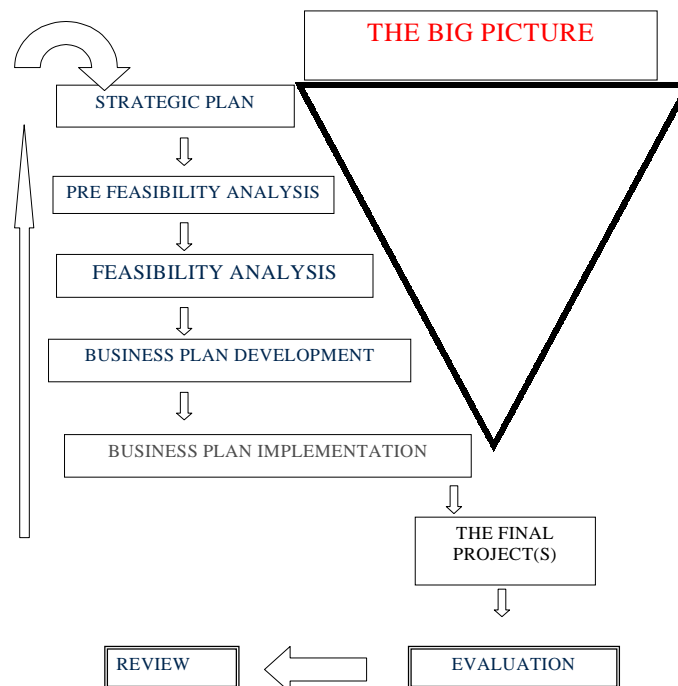 THE BIG PICTURE
STRATEGIC PLAN
PRE FEASIBILITY ANALYSIS
FEASIBILITY ANALYSIS
BUSINESS PLAN DEVELOPMENT
BUSINESS PLAN IMPLEMENTATION
THE FINAL
PROJECT(S)
REVIEW
EVALUATION